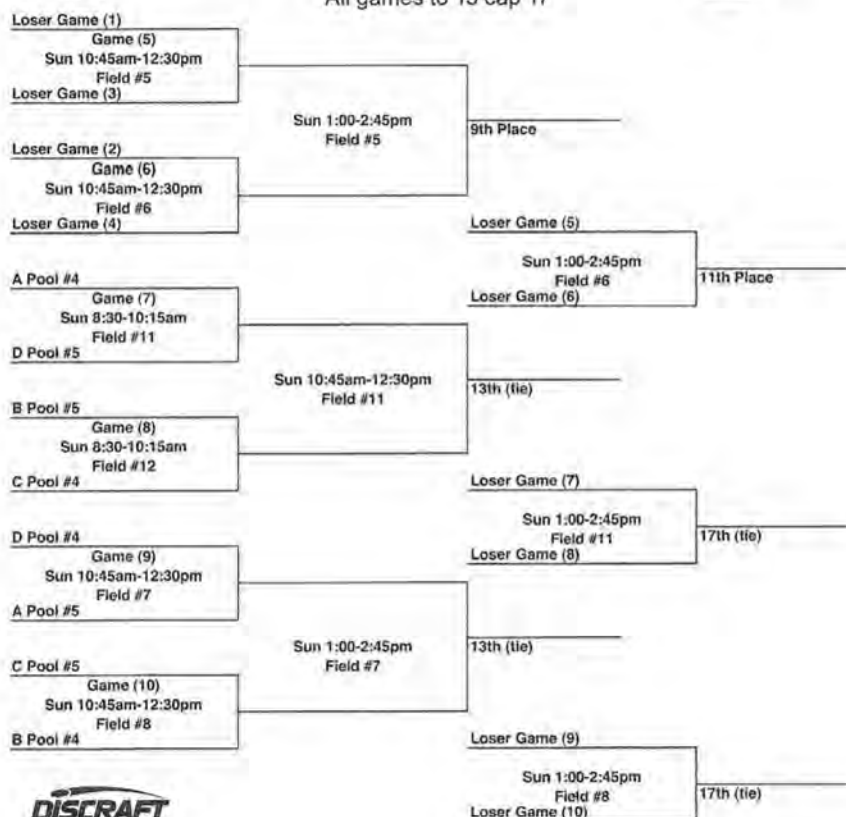 All games to 15 cap 17
Loser Game (1)
Game (5)
Sun 10:45am-12:30pm
Field #5
Loser Game (3)
Sun 1:00-2:45pm
Field #5
9th Place
Loser Game (2)
Game (6)
Sun 10:45am-12:30pm
Field #6
Loser Game (4)
Loser Game (5)
Sun 1:00-2:45pm
Field #6
11th Place
Loser Game (6)
A Pool #4
Game (7)
Sun 8:30-10:15am
Field #11
D Pool #5
Sun 10:45am-12:30pm
Field #11
13th (tie)
B Pool #5
Game (8)
Sun 8:30-10:15am
Field #12
C Pool #4
Loser Game (7)
Sun 1:00-2:45pm
Field #11
17th (tie)
Loser Game (8)
D Pool #4
Game (9)
Sun 10:45am-12:30pm
Field #7
A Pool #5
Sun 1:00-2:45pm
Field #7
13th (tie)
C Pool #5
Game (10)
Sun 10:45am-12:30pm
Field #8
B Pool #4
Loser Game (9)
Sun 1:00-2:45pm
Field #8
17th (tie)
Loser Game (10)
DISCRAFT